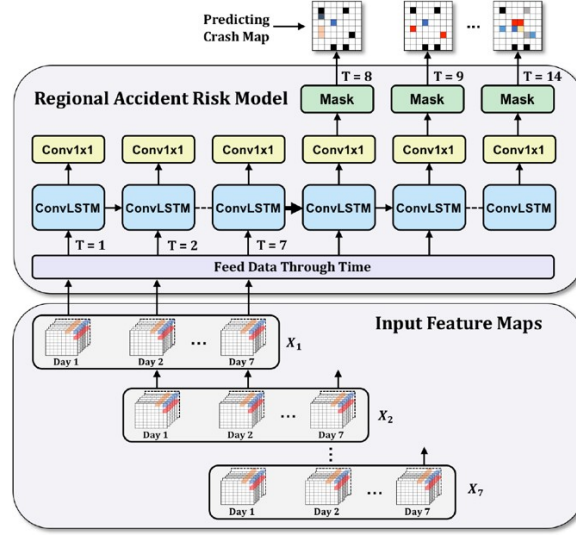 Predicting
Crash Map
...
T = 8
T = 9
T = 14
Regional Accident Risk Model
Mask
Mask
Mask
Conv1x1
Conv1x1
Conv1x1
Conv1x1
Conv1x1
Conv1x1
ConvLSTM
ConvLSTM
ConvLSTM
ConvLSTM
ConvLSTM
ConvLSTM
T = 1
T = 2
T = 7
Feed Data Through Time
Input Feature Maps
...
Day 1
Day 2
Day 7
X1
...
Day 1
Day 2
Day 7
X2
...
Day 1
Day 2
Day 7
X7